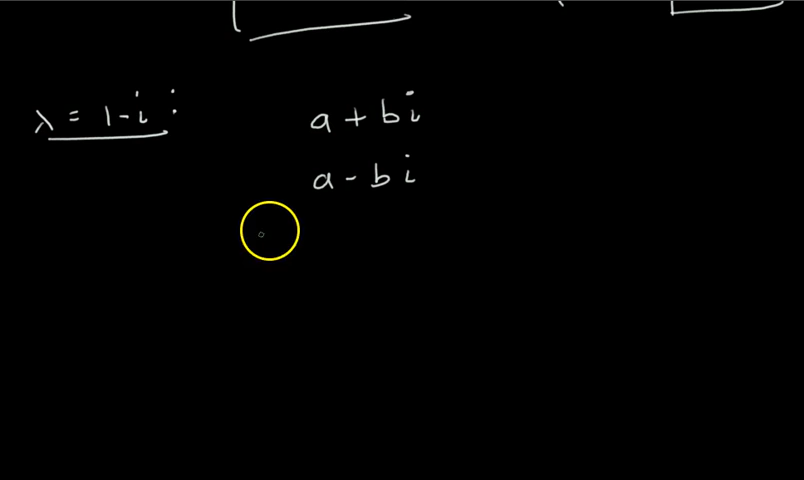 λ = 1-i :
a + bi
a - bi